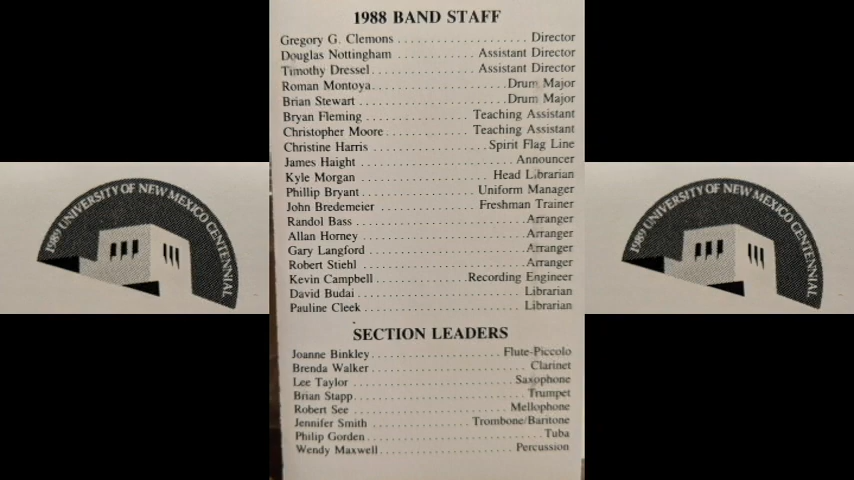 1988 BAND STAFF
Gregory G. Clemons . . . . . . . . . . . . . . . . . . . . Director
Douglas Nottingham . . . . . . . . . . . . . Assistant Director
Timothy Dressel . . . . . . . . . . . . . . . . Assistant Director
Roman Montoya . . . . . . . . . . . . . . . . . . . . Drum Major
Brian Stewart . . . . . . . . . . . . . . . . . . . . . . Drum Major
Bryan Fleming . . . . . . . . . . . . . . . . Teaching Assistant
Christopher Moore . . . . . . . . . . . . . Teaching Assistant
Christine Harris . . . . . . . . . . . . . . . . . Spirit Flag Line
James Haight . . . . . . . . . . . . . . . . . . . . . . Announcer
Kyle Morgan . . . . . . . . . . . . . . . . . . . Head Librarian
Phillip Bryant . . . . . . . . . . . . . . . . . Uniform Manager
John Bredemeier . . . . . . . . . . . . . . . Freshman Trainer
Randol Bass . . . . . . . . . . . . . . . . . . . . . . . . Arranger
Allan Horney . . . . . . . . . . . . . . . . . . . . . . . Arranger
Gary Langford . . . . . . . . . . . . . . . . . . . . . . Arranger
Robert Stiehl . . . . . . . . . . . . . . . . . . . . . . . Arranger
Kevin Campbell . . . . . . . . . . . . . . Recording Engineer
David Budai . . . . . . . . . . . . . . . . . . . . . . . Librarian
Pauline Cleek . . . . . . . . . . . . . . . . . . . . . . Librarian
SECTION LEADERS
Joanne Binkley . . . . . . . . . . . . . . . . . . . Flute-Piccolo
Brenda Walker . . . . . . . . . . . . . . . . . . . . . . . Clarinet
Lee Taylor . . . . . . . . . . . . . . . . . . . . . . . Saxophone
Brian Stapp . . . . . . . . . . . . . . . . . . . . . . . . . Trumpet
Robert See . . . . . . . . . . . . . . . . . . . . . . Mellophone
Jennifer Smith . . . . . . . . . . . . . . . Trombone/Baritone
Philip Gorden . . . . . . . . . . . . . . . . . . . . . . . . . . Tuba
Wendy Maxwell . . . . . . . . . . . . . . . . . . . . Percussion
1989 UNIVERSITY OF NEW MEXICO CENTENNIAL
1989 UNIVERSITY OF NEW MEXICO CENTENNIAL